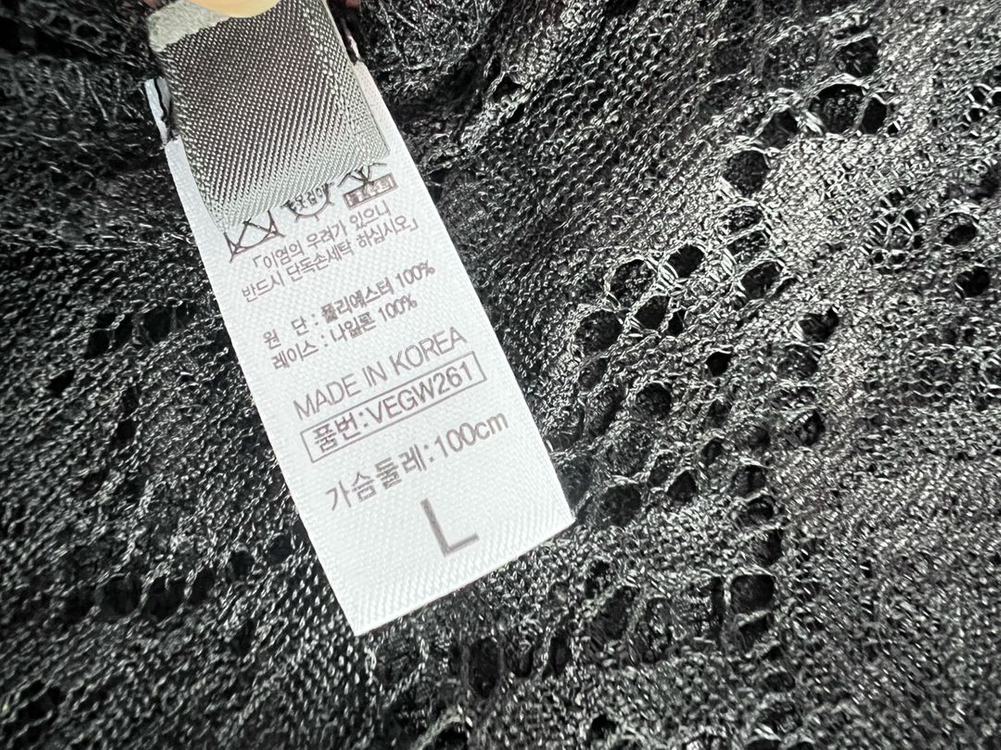 「이염의 우려가 있으니
반드시 단독손세탁 하십시오」
원 단 : 폴리에스터 100%
레이스 : 나일론 100%
MADE IN KOREA
품번:VEGW261
가슴둘레:100cm
L